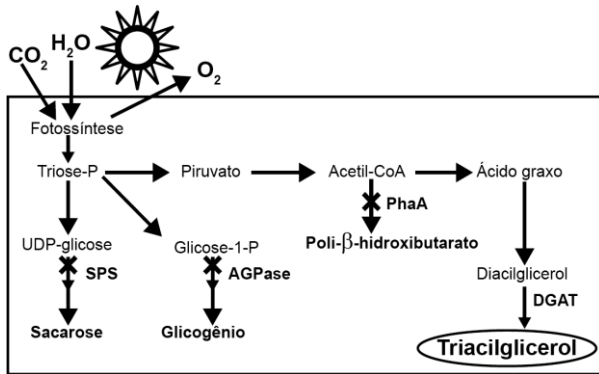 CO2
H2O
O2
Fotossíntese
Triose-P
Piruvato
Acetil-CoA
Ácido graxo
PhaA
UDP-glicose
Glicose-1-P
Poli-β-hidroxibutarato
SPS
AGPase
Diacilglicerol
DGAT
Sacarose
Glicogênio
Triacilglicerol